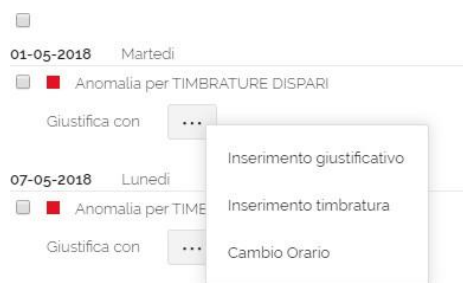 01-05-2018 Martedi
Anomalia per TIMBRATURE DISPARI
Giustifica con ...
Inserimento giustificativo
07-05-2018 Lunedi
Anomalia per TIMB
Inserimento timbratura
Giustifica con ...
Cambio Orario